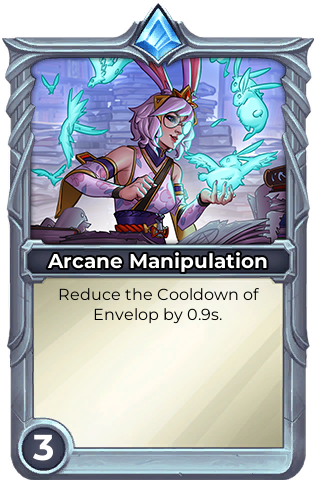 Arcane Manipulation
Reduce the Cooldown of
Envelop by 0.9s.
3